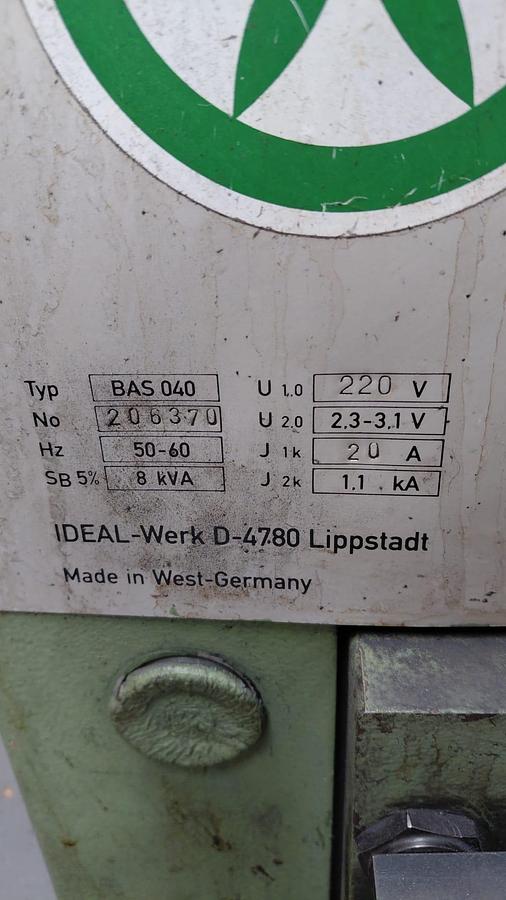 Typ BAS 040 U 1.0 220 V
No 206370 U 2.0 2,3-3,1 V
Hz 50-60 J 1k 20 A
SB 5% 8 kVA J 2k 1,1 kA
IDEAL-Werk D-4780 Lippstadt
Made in West-Germany